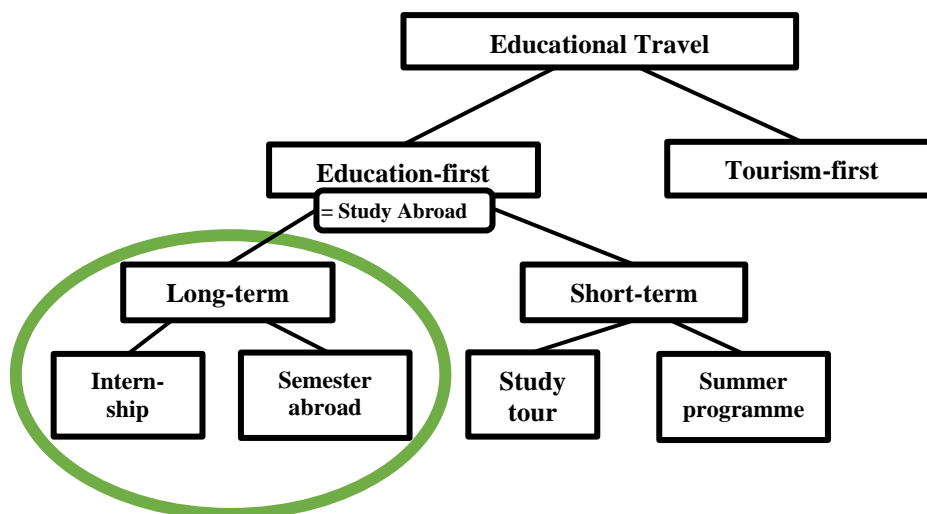 Educational Travel
Education-first
Tourism-first
= Study Abroad
Long-term
Short-term
Intern-
ship
Semester
abroad
Study
tour
Summer
programme